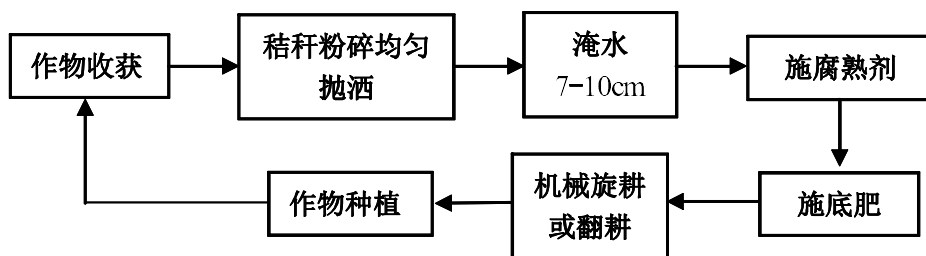 作物收获
秸秆粉碎均匀
抛洒
淹水
7-10cm
施腐熟剂
施底肥
机械旋耕
或翻耕
作物种植